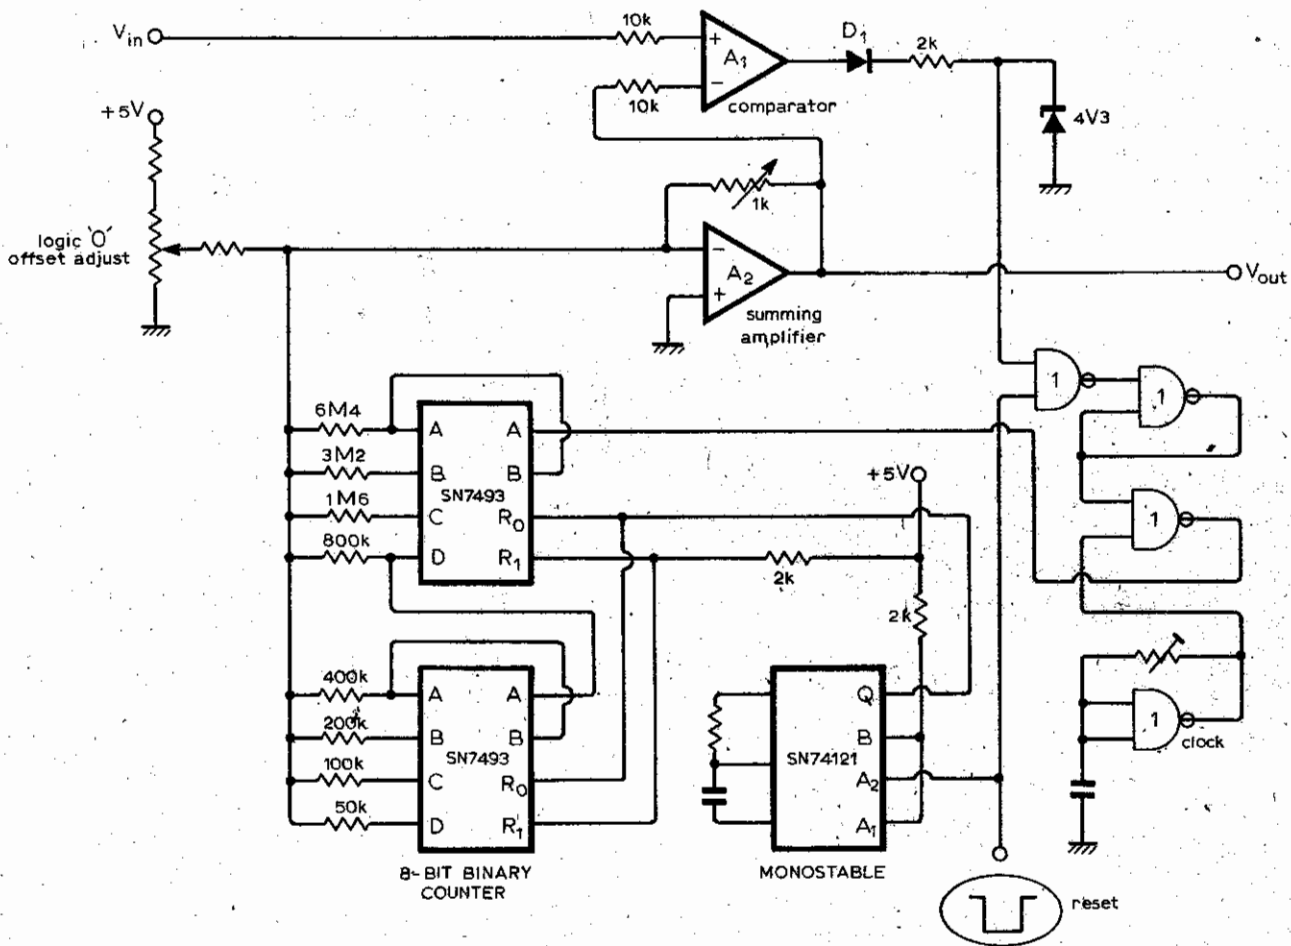 Vin
10k
+
A1
−
10k
comparator
D1
2k
4V3
+5V
logic '0'
offset adjust
1k
−
A2
+
summing
amplifier
Vout
6M4
3M2
1M6
800k
A
B
C
D
SN7493
A
B
R0
R1
2k
+5V
2k
1
1
1
1
clock
400k
200k
100k
50k
A
B
C
D
SN7493
A
B
R0
R1
8-BIT BINARY
COUNTER
SN74121
Q
B
A2
A1
MONOSTABLE
reset